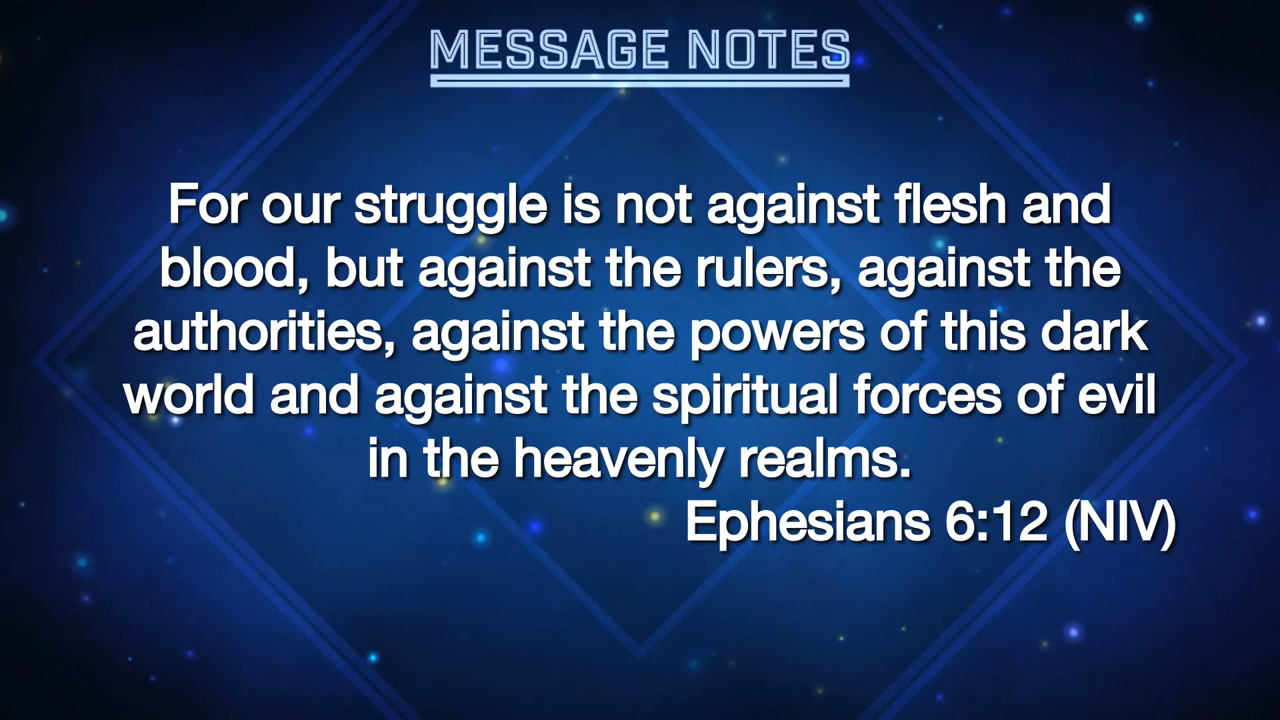 MESSAGE NOTES
For our struggle is not against flesh and
blood, but against the rulers, against the
authorities, against the powers of this dark
world and against the spiritual forces of evil
in the heavenly realms.
Ephesians 6:12 (NIV)